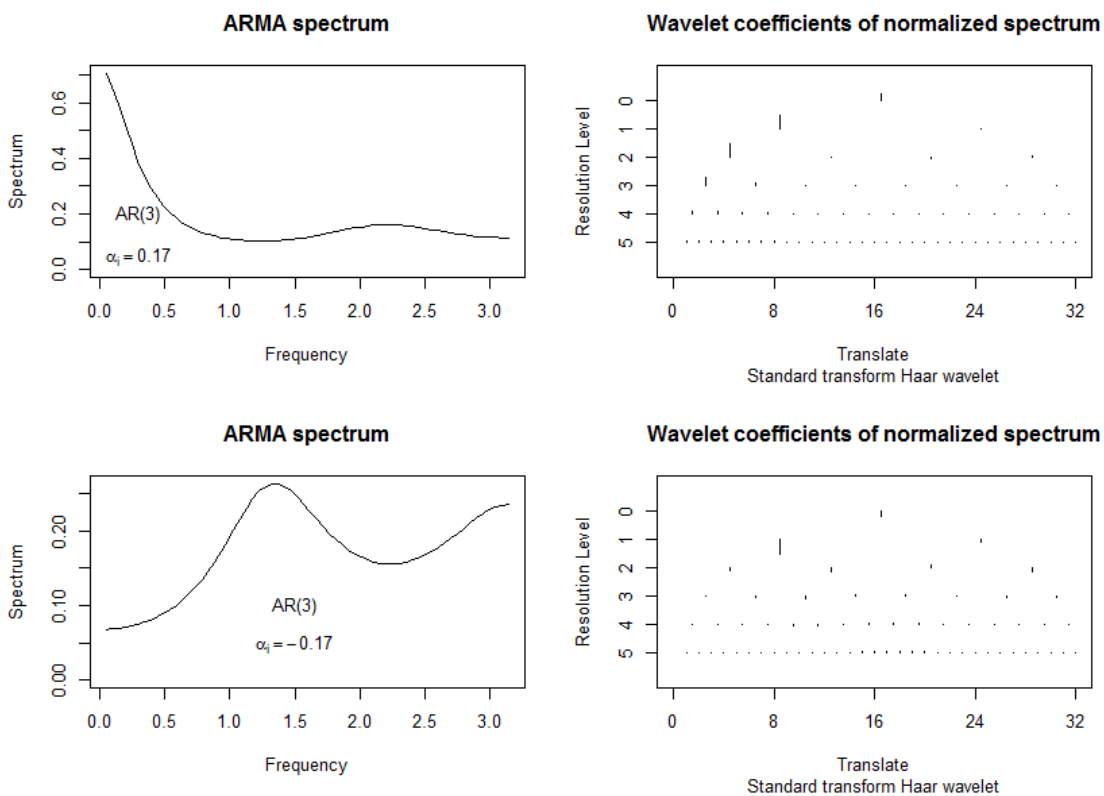 ARMA spectrum
Spectrum
0.0 0.2 0.4 0.6
AR(3)
αi = 0.17
0.0 0.5 1.0 1.5 2.0 2.5 3.0
Frequency
Wavelet coefficients of normalized spectrum
Resolution Level
0
1
2
3
4
5
0 8 16 24 32
Translate
Standard transform Haar wavelet
ARMA spectrum
Spectrum
0.00 0.10 0.20
AR(3)
αi = −0.17
0.0 0.5 1.0 1.5 2.0 2.5 3.0
Frequency
Wavelet coefficients of normalized spectrum
Resolution Level
0
1
2
3
4
5
0 8 16 24 32
Translate
Standard transform Haar wavelet